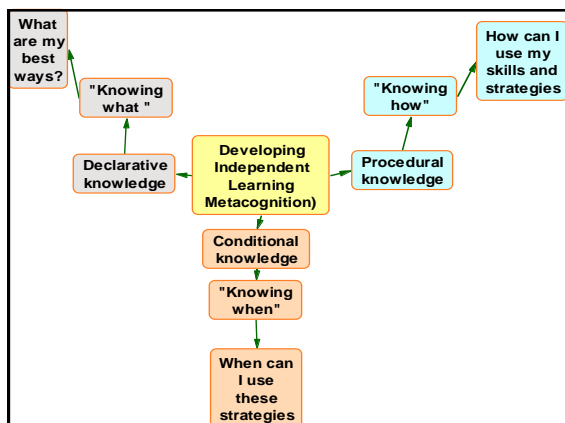 What
are my
best
ways?
"Knowing
what "
Declarative
knowledge
Developing
Independent
Learning
Metacognition)
How can I
use my
skills and
strategies
"Knowing
how"
Procedural
knowledge
Conditional
knowledge
"Knowing
when"
When can
I use
these
strategies